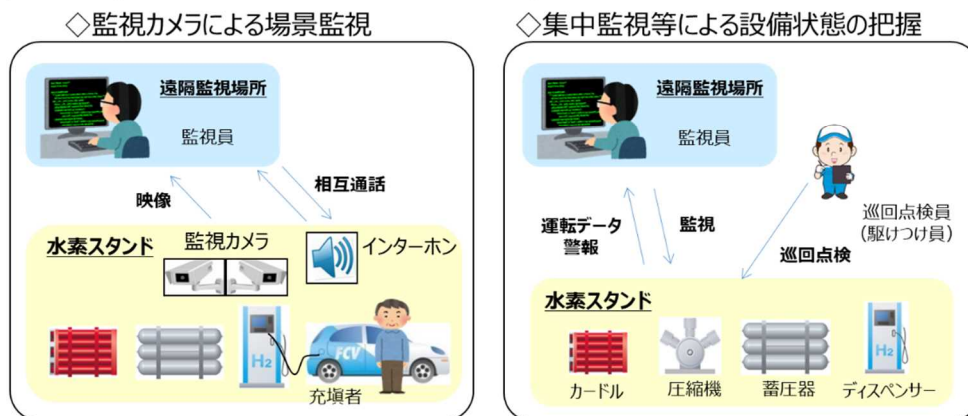 ◇監視カメラによる場景監視
遠隔監視場所
監視員
映像
相互通話
水素スタンド
監視カメラ
インターホン
H2
FCV
充塡者
◇集中監視等による設備状態の把握
遠隔監視場所
監視員
運転データ
警報
監視
巡回点検員
(駆けつけ員)
巡回点検
水素スタンド
H2
カードル
圧縮機
蓄圧器
ディスペンサー